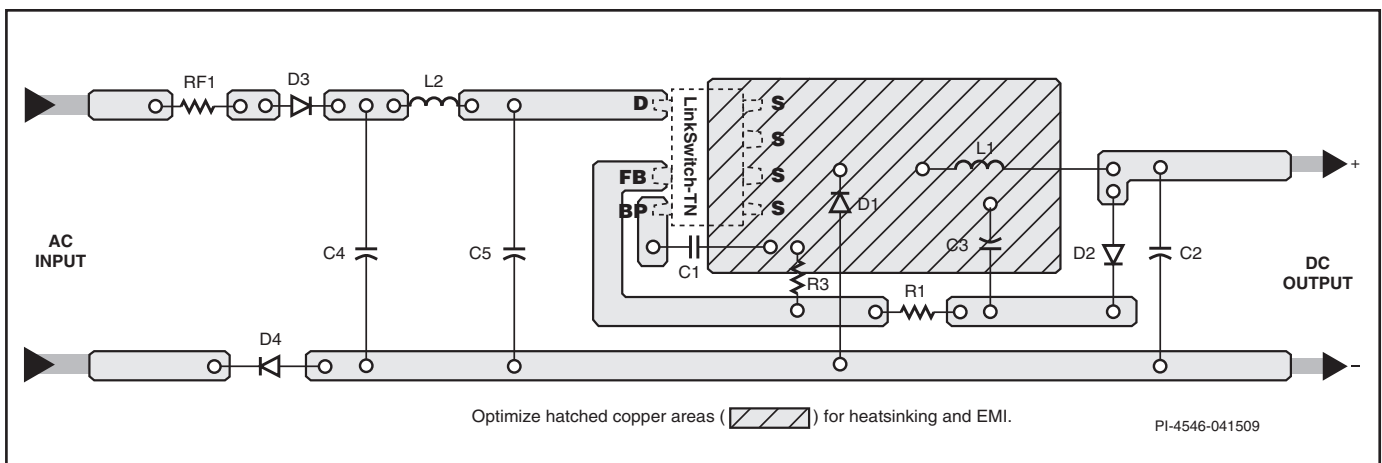 RF1
D3
L2
D
LinkSwitch-TN
S
S
L1
+
FB
S
BP
S
D1
AC
INPUT
C4
C5
C1
R3
C3
D2
C2
DC
OUTPUT
R1
D4
–
Optimize hatched copper areas ( ) for heatsinking and EMI.
PI-4546-041509